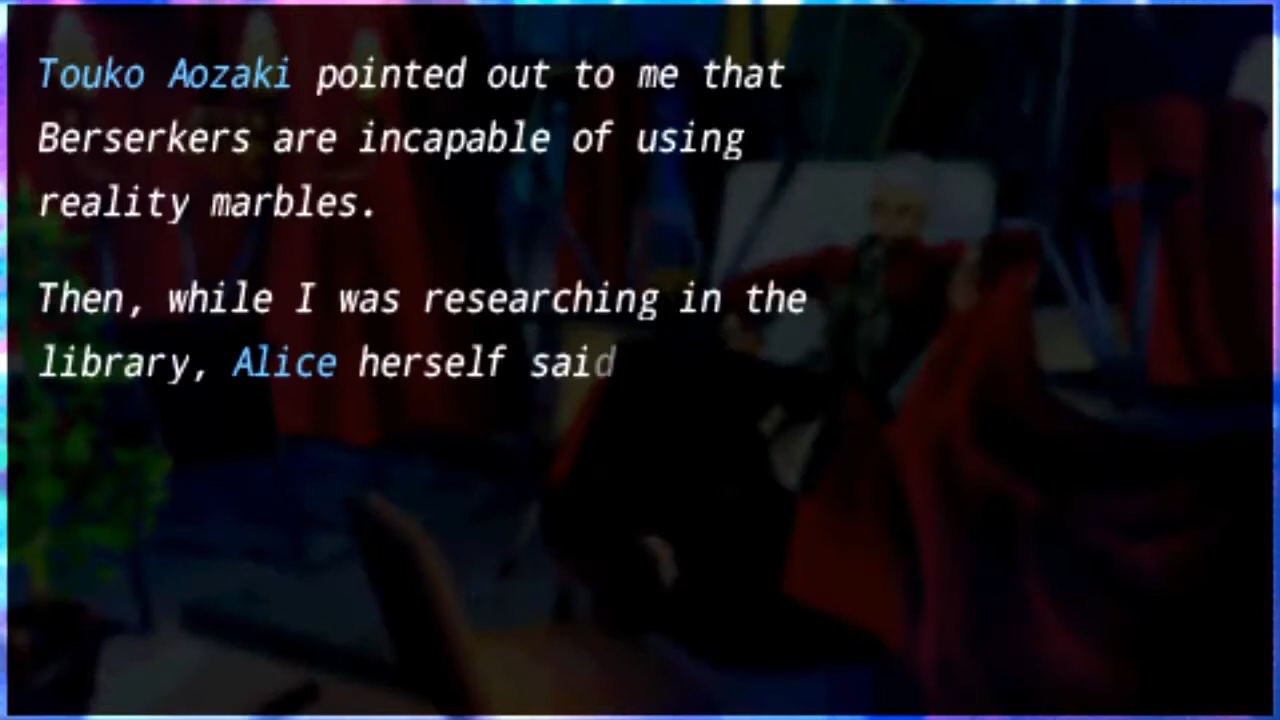 Touko Aozaki pointed out to me that
Berserkers are incapable of using
reality marbles.
Then, while I was researching in the
library, Alice herself said